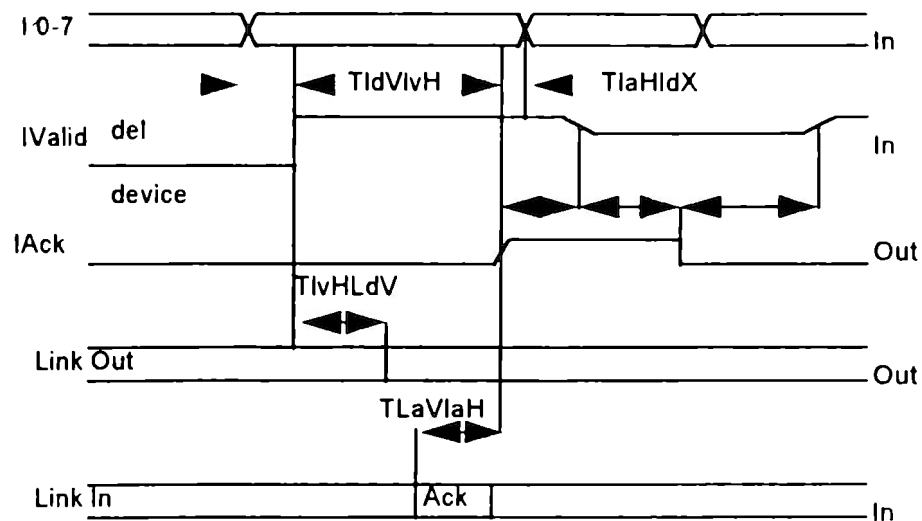 I0-7 In
TIdVIvH TIaHIdX
IValid del In
device
IAck Out
TIvHLdV
Link Out Out
TLaVIaH
Link In Ack In